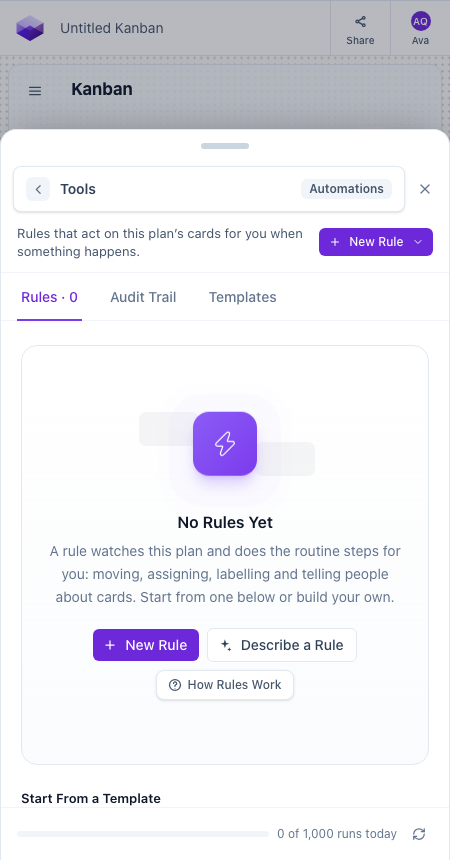 Untitled Kanban
Share
AQ
Ava
Kanban
Tools
Automations
Rules that act on this plan's cards for you when
something happens.
New Rule
Rules · 0
Audit Trail
Templates
No Rules Yet
A rule watches this plan and does the routine steps for
you: moving, assigning, labelling and telling people
about cards. Start from one below or build your own.
New Rule
Describe a Rule
How Rules Work
Start From a Template
0 of 1,000 runs today